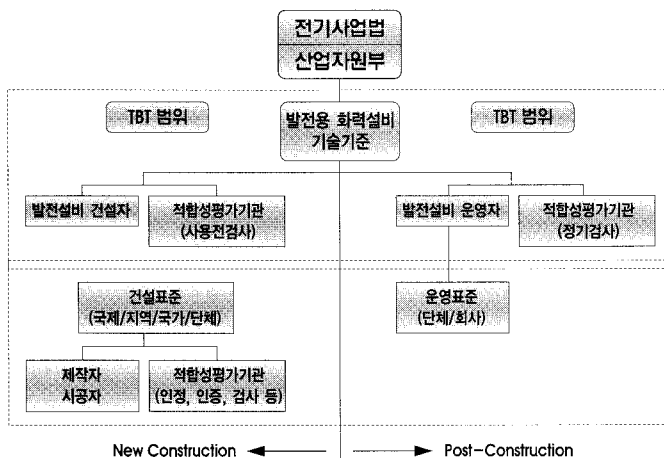 전기사업법
산업자원부
TBT 범위
발전용 화력설비
기술기준
TBT 범위
발전설비 건설자
적합성평가기관
(사용전검사)
발전설비 운영자
적합성평가기관
(정기검사)
건설표준
(국제/지역/국가/단체)
운영표준
(단체/회사)
제작자
시공자
적합성평가기관
(인정, 인증, 검사 등)
New Construction
Post-Construction